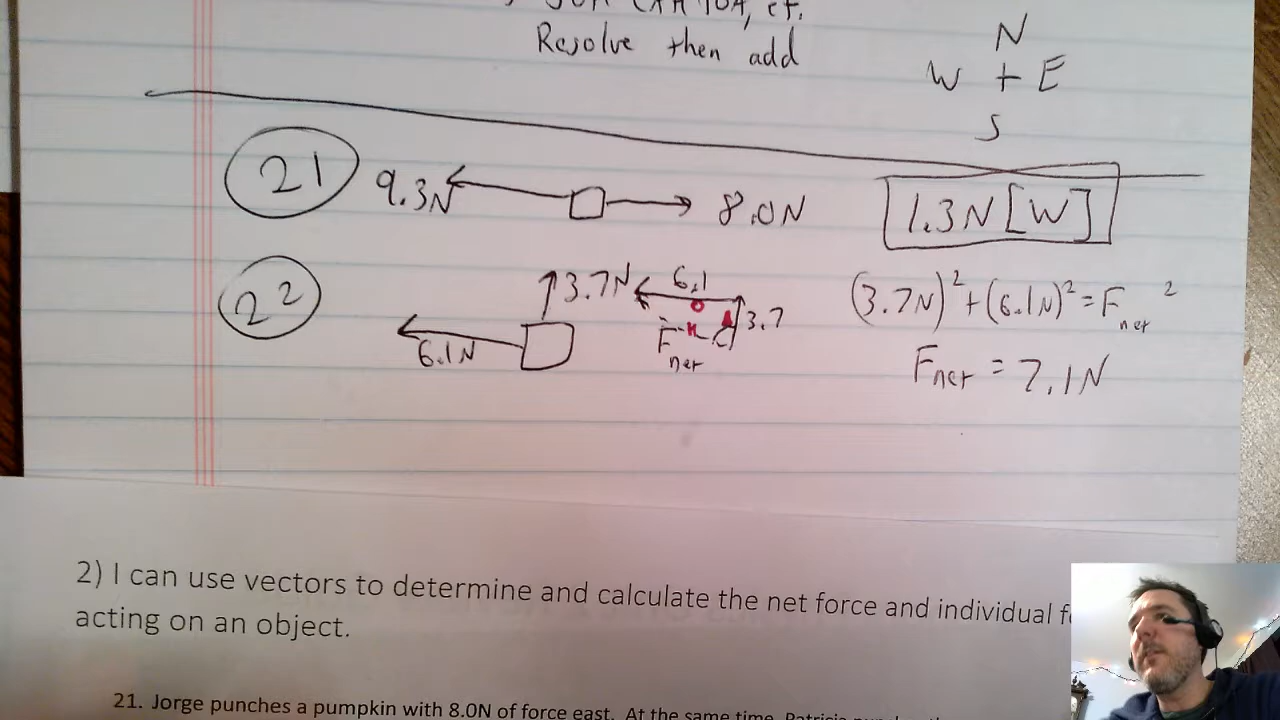 Resolve then add
N
W + E
S
21 9.3N 8.0N 1.3N [W]
22 3.7N 6.1 3.7 6.1N Fnet
(3.7N)² + (6.1N)² = Fnet²
Fnet = 7.1N
2) I can use vectors to determine and calculate the net force and individual f
acting on an object.
21. Jorge punches a pumpkin with 8.0N of force east. At the same time,